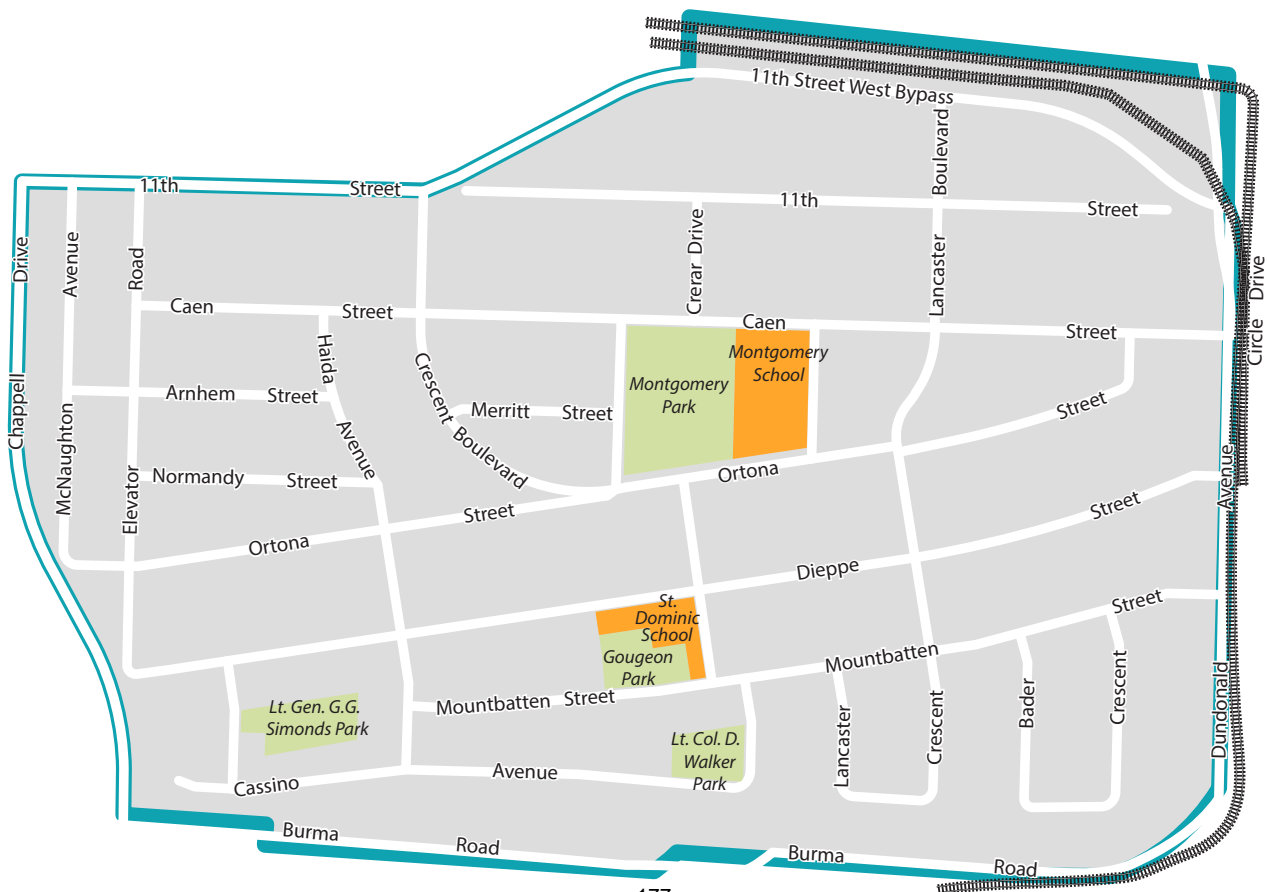 11th Street West Bypass
11th
Street
11th
Street
Boulevard
Lancaster
Crerar Drive
Drive
Chappell
Avenue
McNaughton
Road
Elevator
Caen
Street
Caen
Street
Circle Drive
Haida
Avenue
Crescent
Boulevard
Montgomery
School
Montgomery
Park
Arnhem
Street
Merritt
Street
Street
Normandy
Street
Ortona
Street
Ortona
Avenue
Dundonald
Street
Dieppe
St.
Dominic
School
Gougeon
Park
Street
Mountbatten
Mountbatten
Street
Lt. Gen. G.G.
Simonds Park
Lt. Col. D.
Walker
Park
Lancaster
Crescent
Bader
Crescent
Cassino
Avenue
Burma
Road
Burma
Road